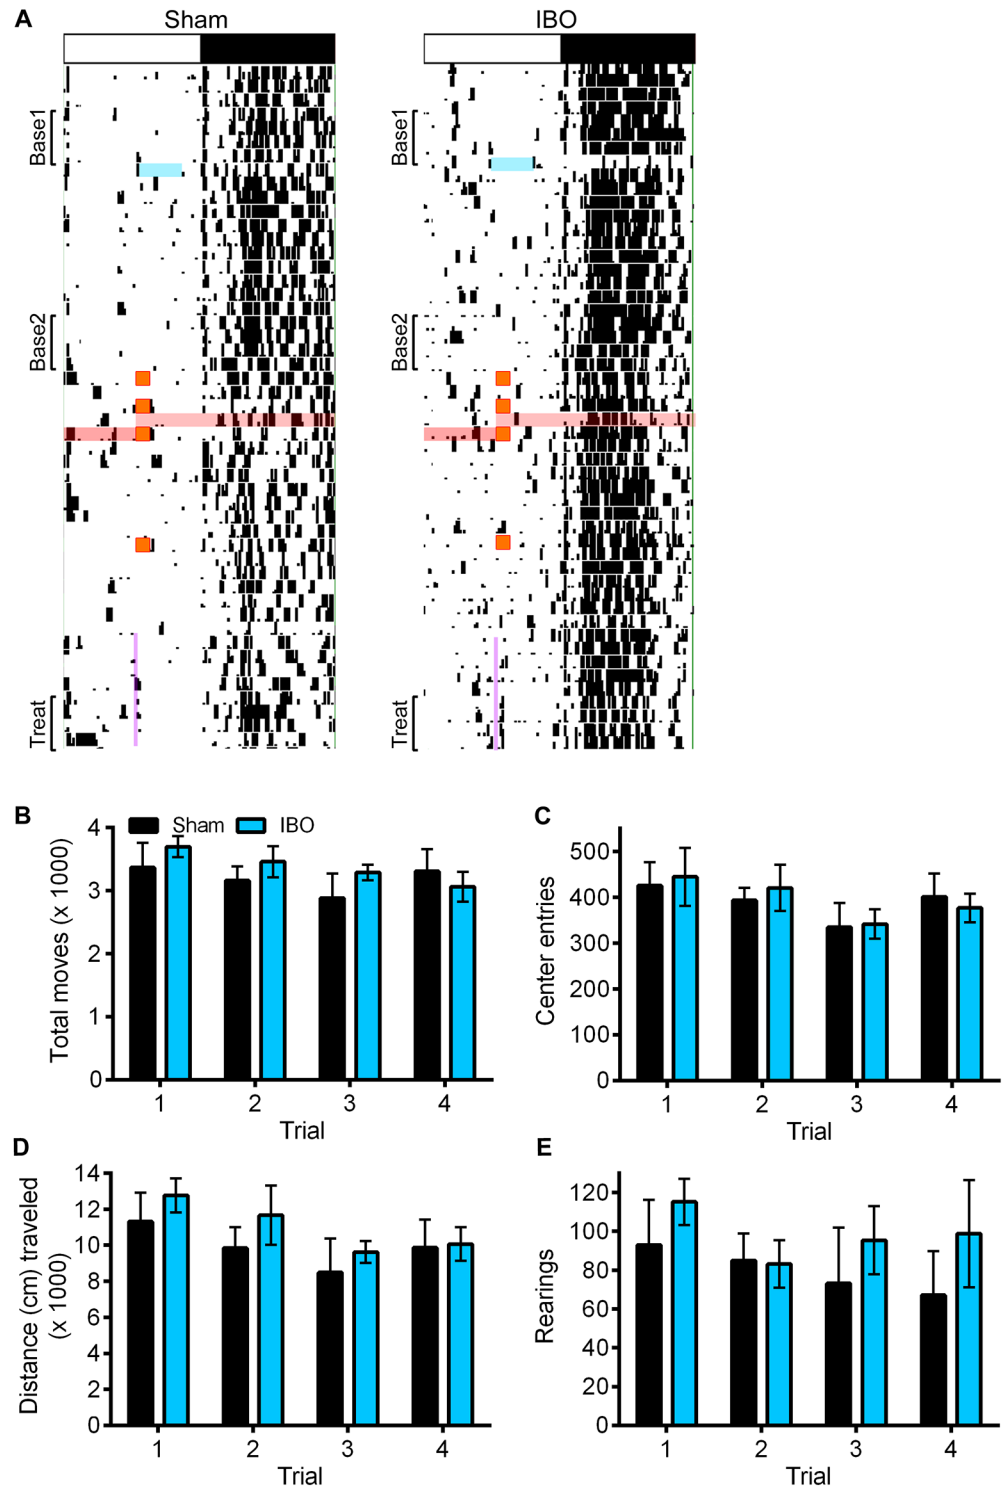 A
Sham
IBO
Base1
Base1
Base2
Base2
Treat
Treat
B
Sham
IBO
Total moves (x 1000)
4
3
2
1
0
1
2
3
4
Trial
C
Center entries
500
400
300
200
100
0
1
2
3
4
Trial
D
Distance (cm) traveled
(x 1000)
14
12
10
8
6
4
2
0
1
2
3
4
Trial
E
Rearings
120
100
80
60
40
20
0
1
2
3
4
Trial